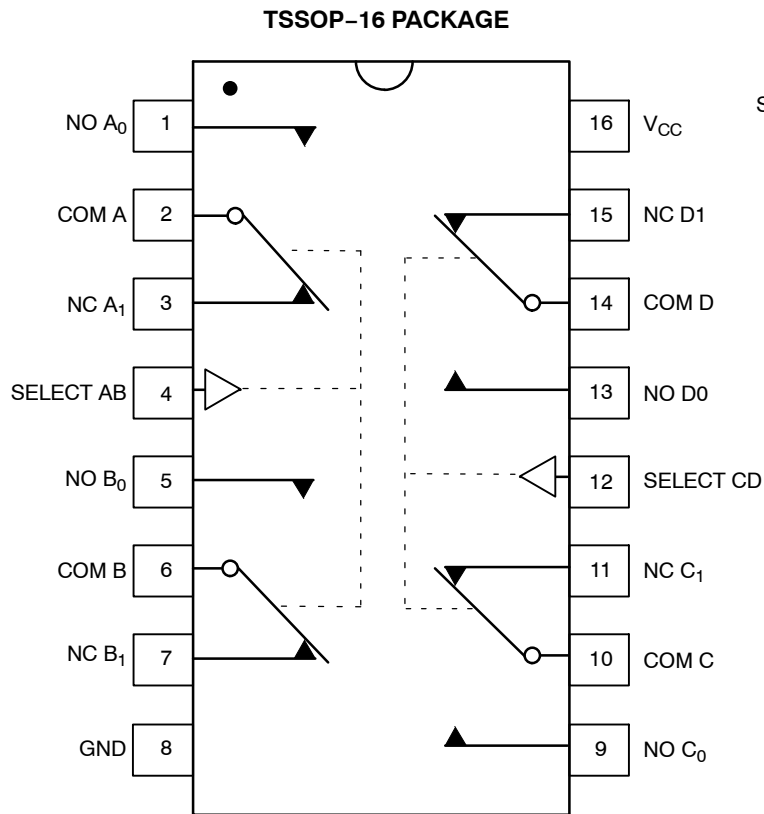 TSSOP−16 PACKAGE
NO A₀ 1
COM A 2
NC A₁ 3
SELECT AB 4
NO B₀ 5
COM B 6
NC B₁ 7
GND 8
16 V_CC
S
15 NC D1
14 COM D
13 NO D0
12 SELECT CD
11 NC C₁
10 COM C
9 NO C₀